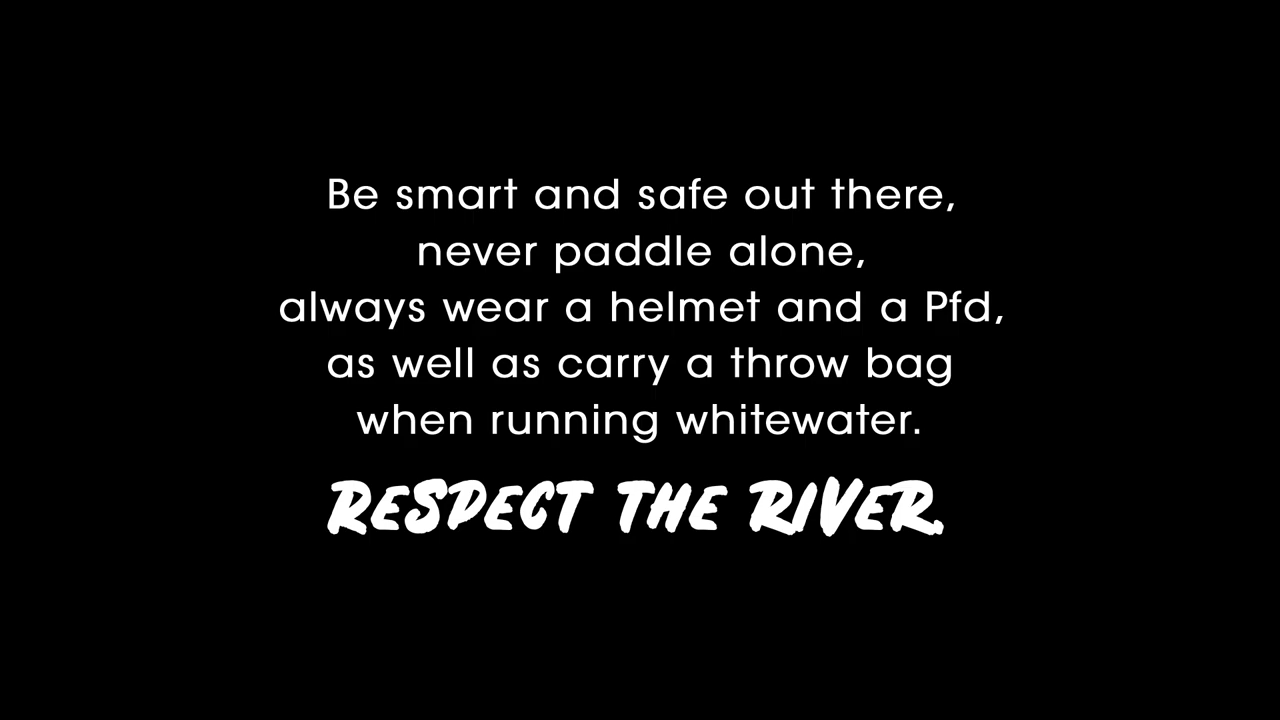 Be smart and safe out there,
never paddle alone,
always wear a helmet and a Pfd,
as well as carry a throw bag
when running whitewater.
RESPECT THE RIVER.